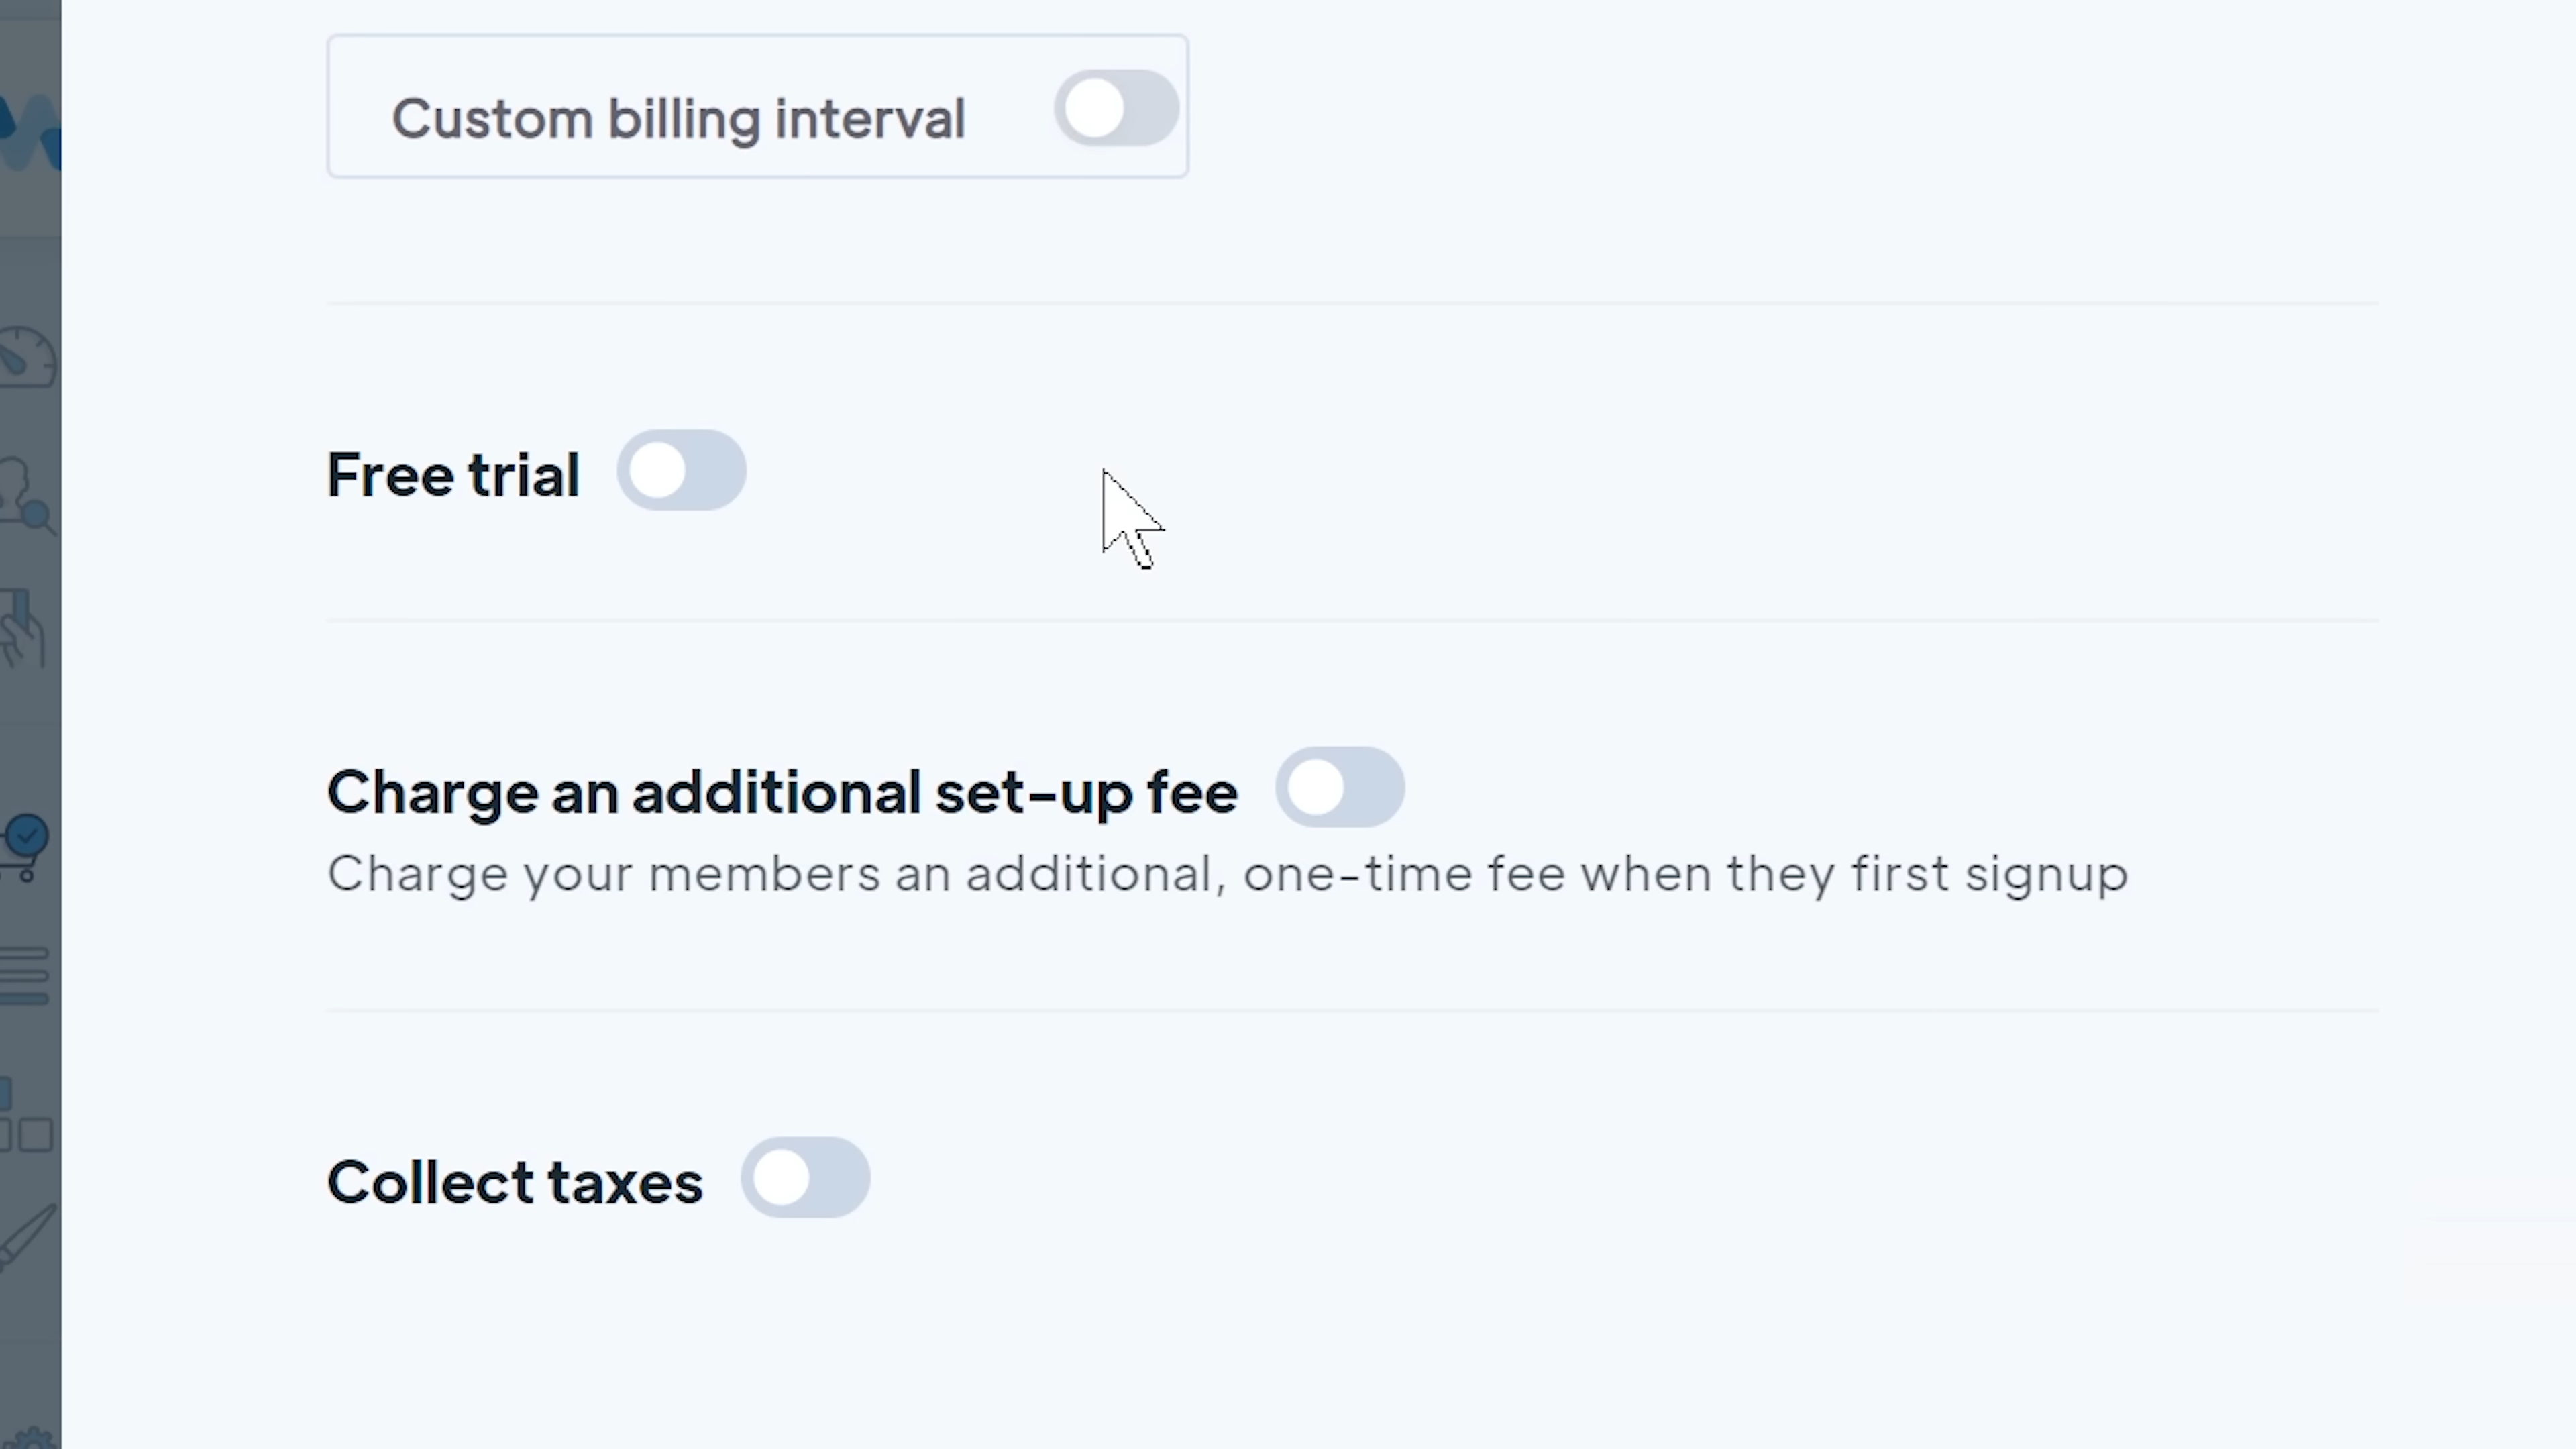 Custom billing interval
Free trial
Charge an additional set-up fee
Charge your members an additional, one-time fee when they first signup
Collect taxes